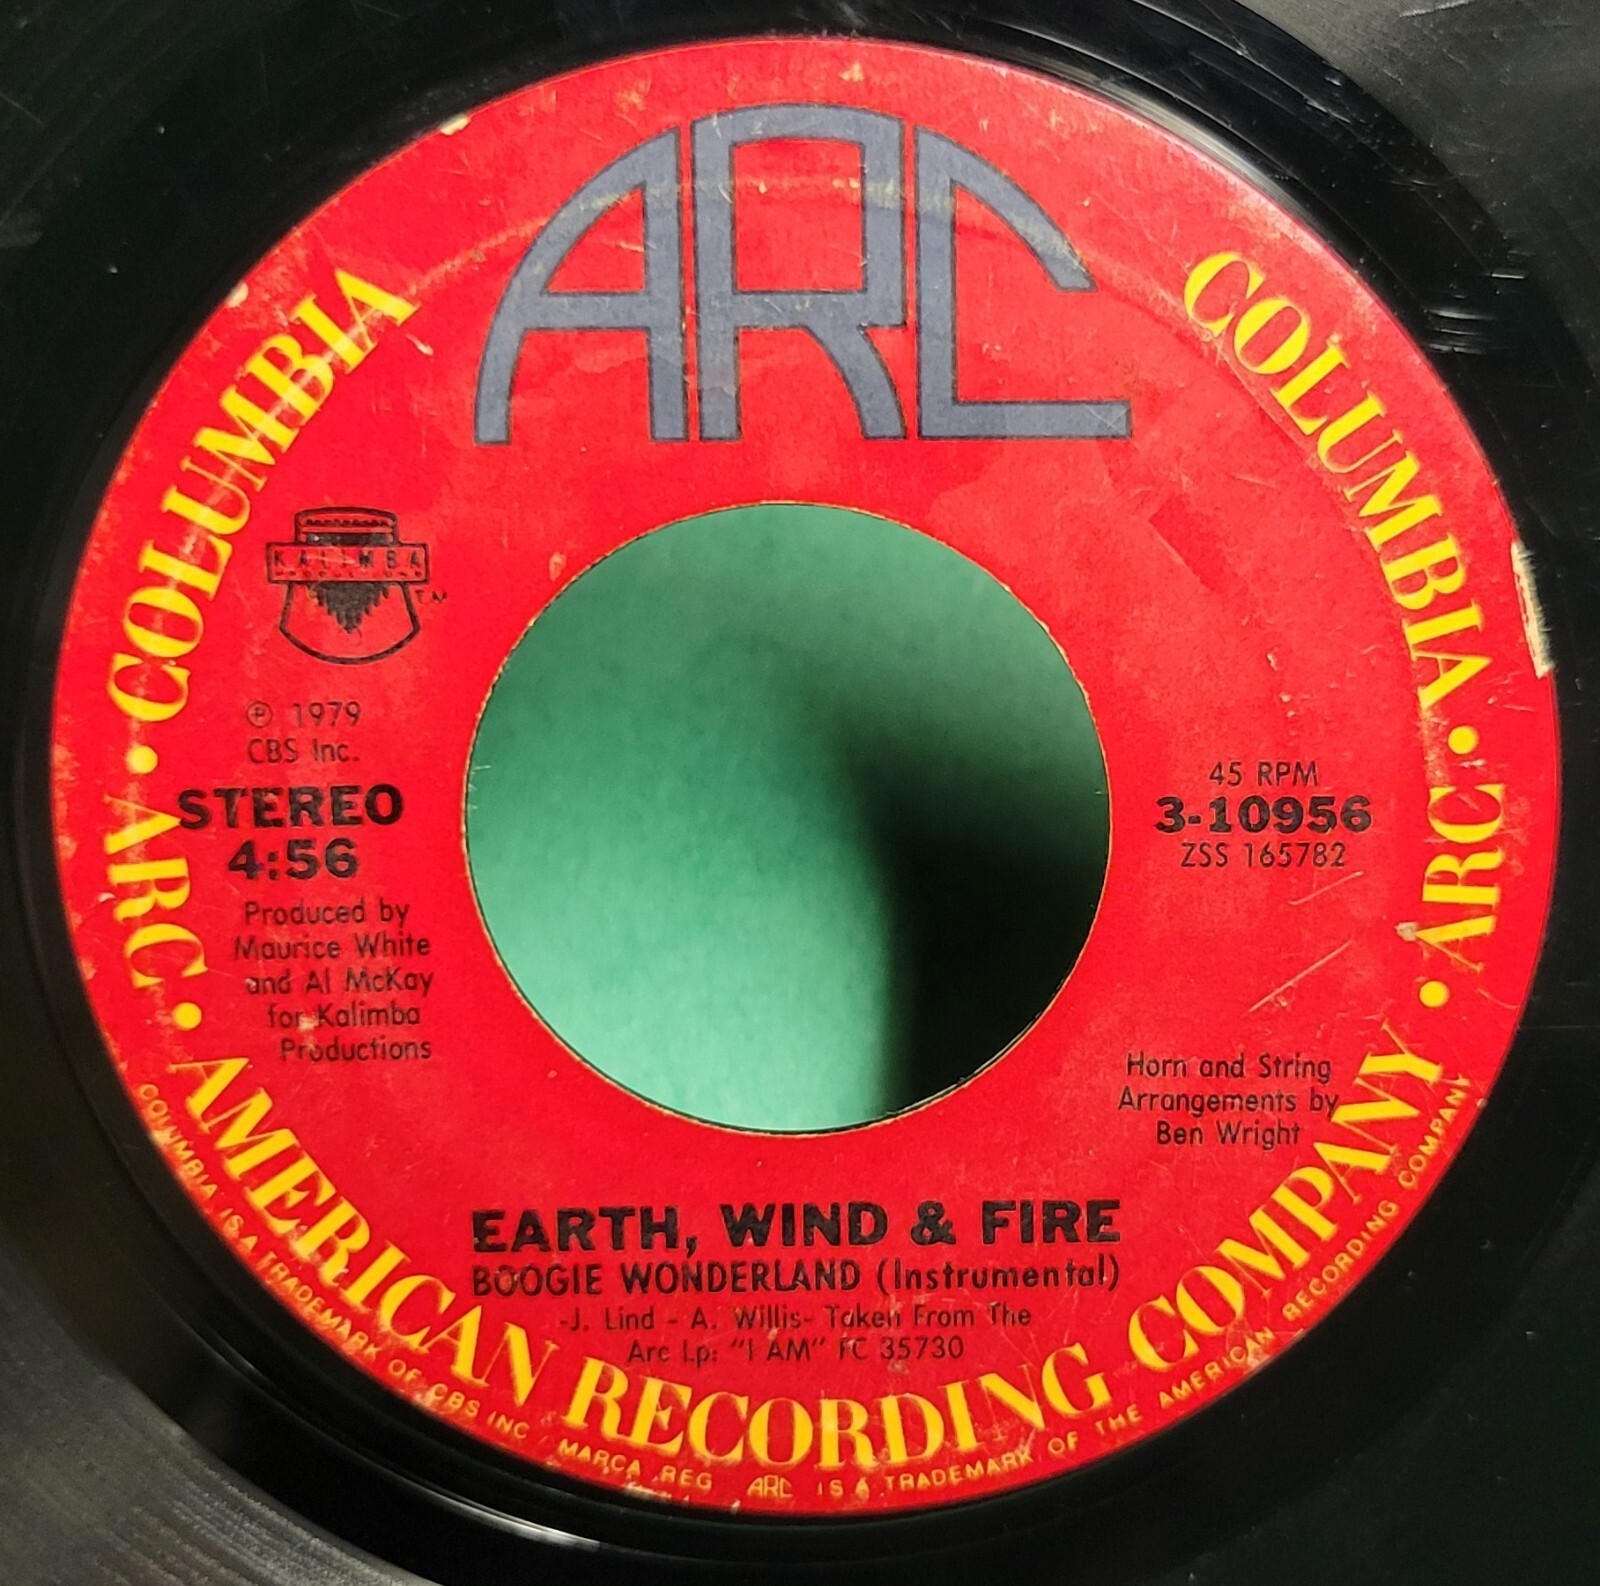 ARC
COLUMBIA
COLUMBIA
KALIMBA
TM
℗ 1979
CBS Inc.
STEREO
4:56
Produced by
Maurice White
and Al McKay
for Kalimba
Productions
45 RPM
3-10956
ZSS 165782
Horn and String
Arrangements by
Ben Wright
EARTH, WIND & FIRE
BOOGIE WONDERLAND (Instrumental)
-J. Lind - A. Willis- Taken From The
Arc Lp: "I AM" FC 35730
• ARC •
• ARC •
AMERICAN RECORDING COMPANY
COLUMBIA IS A TRADEMARK OF CBS INC MARCA REG ARC IS A TRADEMARK OF THE AMERICAN RECORDING COMPANY